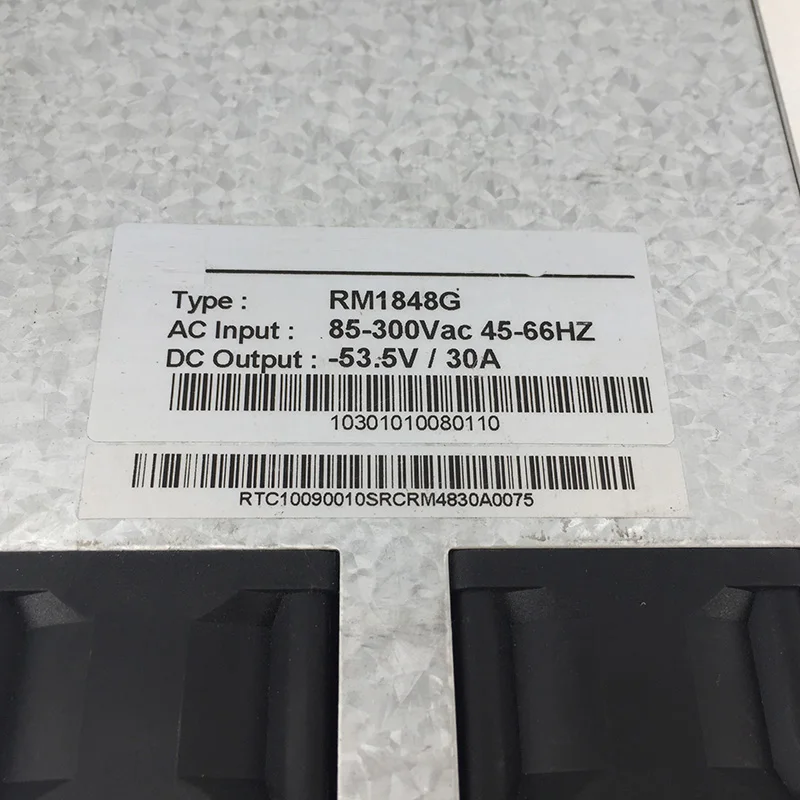 Type : RM1848G
AC Input : 85-300Vac 45-66HZ
DC Output : -53.5V / 30A
10301010080110
RTC10090010SRCRM4830A0075